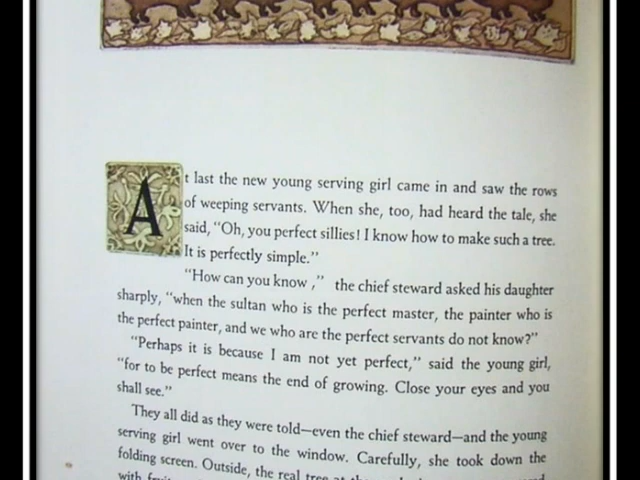 At last the new young serving girl came in and saw the rows
of weeping servants. When she, too, had heard the tale, she
said, "Oh, you perfect sillies! I know how to make such a tree.
It is perfectly simple."
"How can you know," the chief steward asked his daughter
sharply, "when the sultan who is the perfect master, the painter who is
the perfect painter, and we who are the perfect servants do not know?"
"Perhaps it is because I am not yet perfect," said the young girl,
"for to be perfect means the end of growing. Close your eyes and you
shall see."
They all did as they were told—even the chief steward—and the young
serving girl went over to the window. Carefully, she took down the
folding screen. Outside, the real tree
with